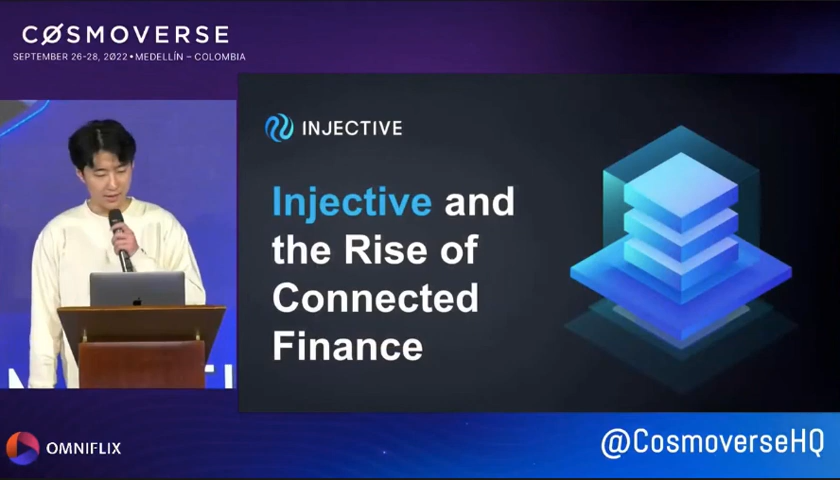 CØSMOVERSE
SEPTEMBER 26-28, 2022 • MEDELLÍN – COLOMBIA
INJECTIVE
Injective and
the Rise of
Connected
Finance
OMNIFLIX
@CosmoverseHQ